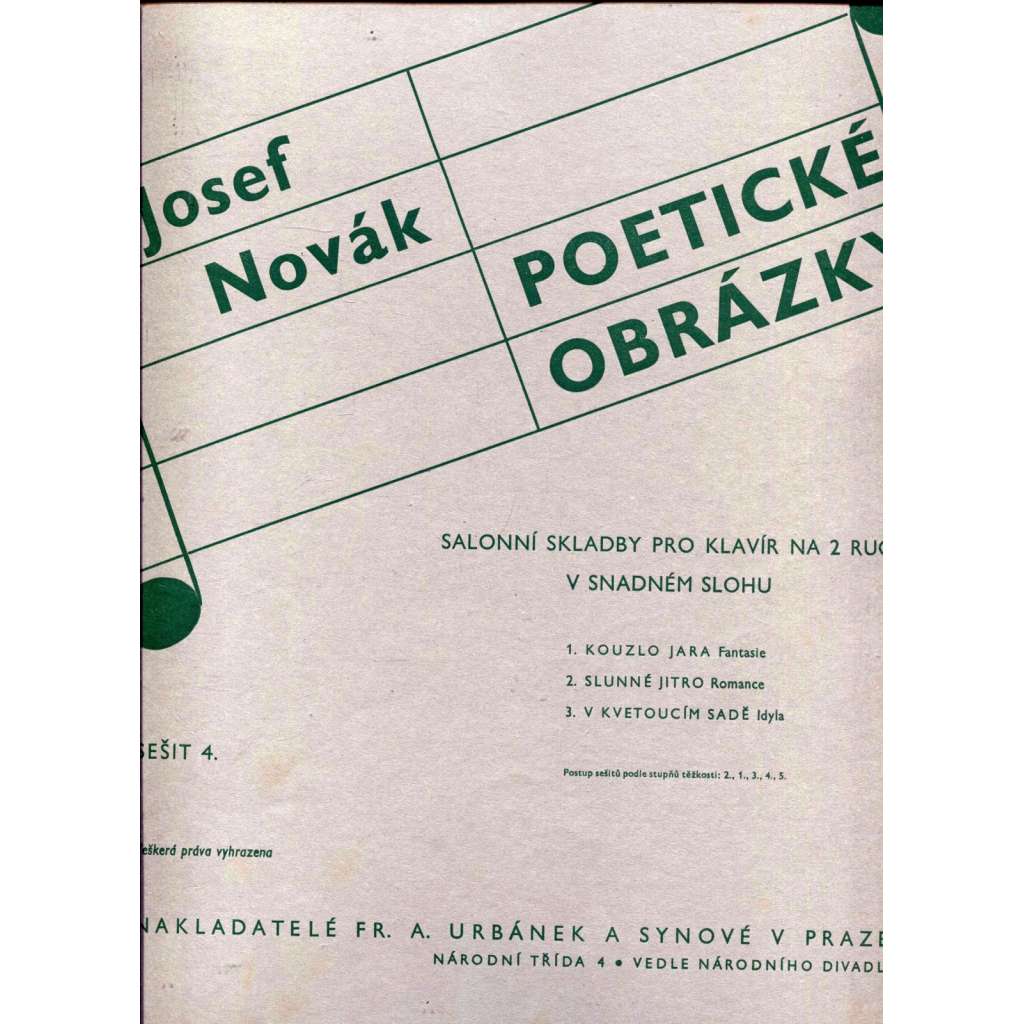 Josef
Novák
POETICKÉ
OBRÁZKY
SALONNÍ SKLADBY PRO KLAVÍR NA 2 RUC
V SNADNÉM SLOHU
1. KOUZLO JARA Fantasie
2. SLUNNÉ JITRO Romance
3. V KVETOUCÍM SADĚ Idyla
SEŠIT 4.
Postup sešitů podle stupňů těžkosti: 2., 1., 3., 4., 5.
eškerá práva vyhrazena
NAKLADATELÉ FR. A. URBÁNEK A SYNOVÉ V PRAZE
NÁRODNÍ TŘÍDA 4 • VEDLE NÁRODNÍHO DIVADL